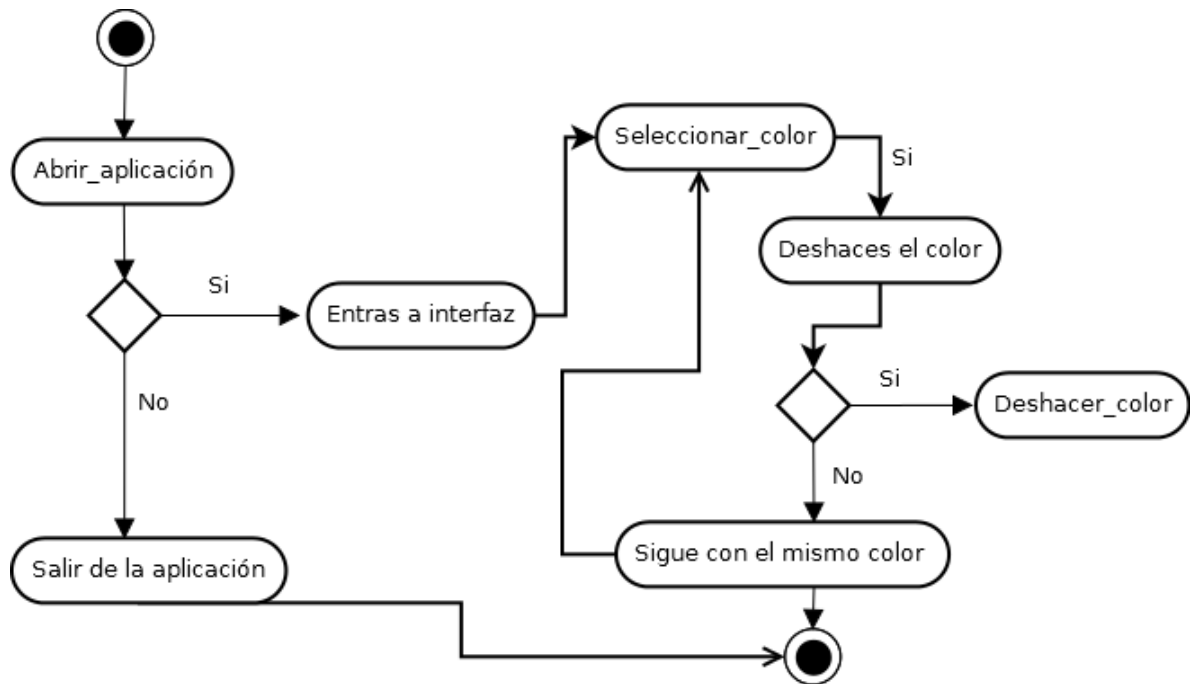 Abrir_aplicación
Si
Entras a interfaz
No
Salir de la aplicación
Seleccionar_color
Si
Deshaces el color
Si
Deshacer_color
No
Sigue con el mismo color